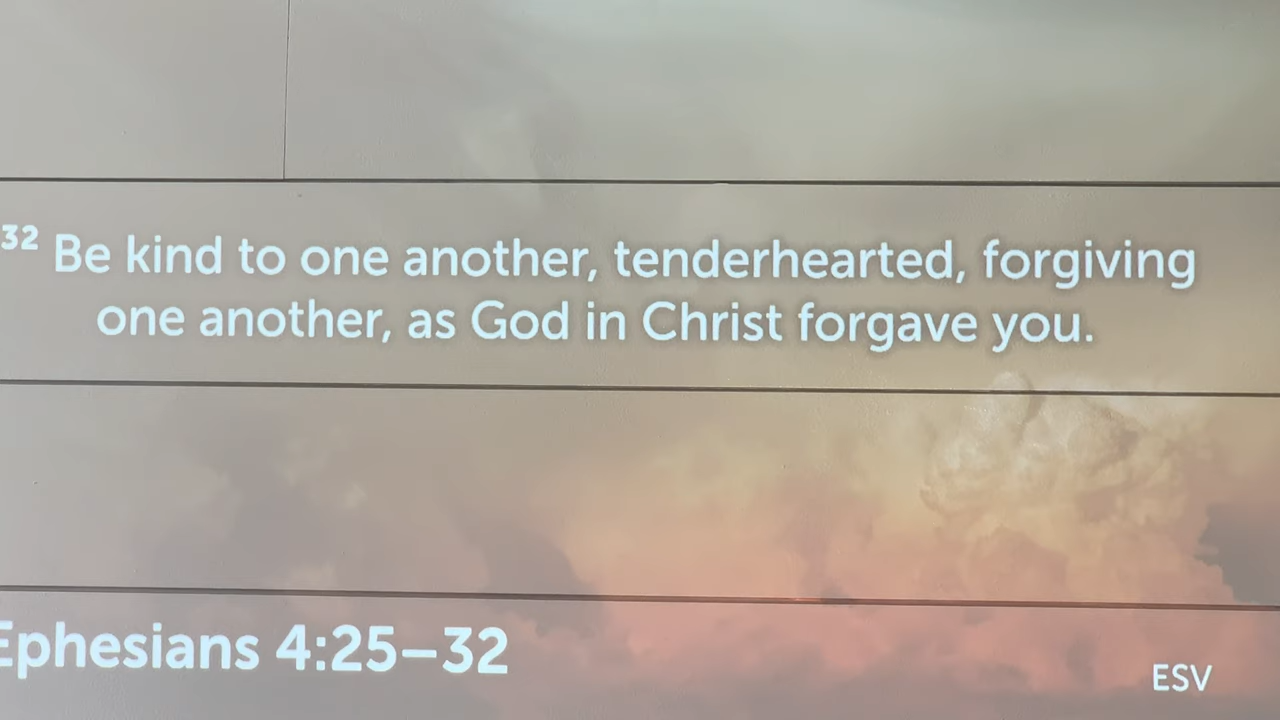 32 Be kind to one another, tenderhearted, forgiving
one another, as God in Christ forgave you.
Ephesians 4:25–32
ESV